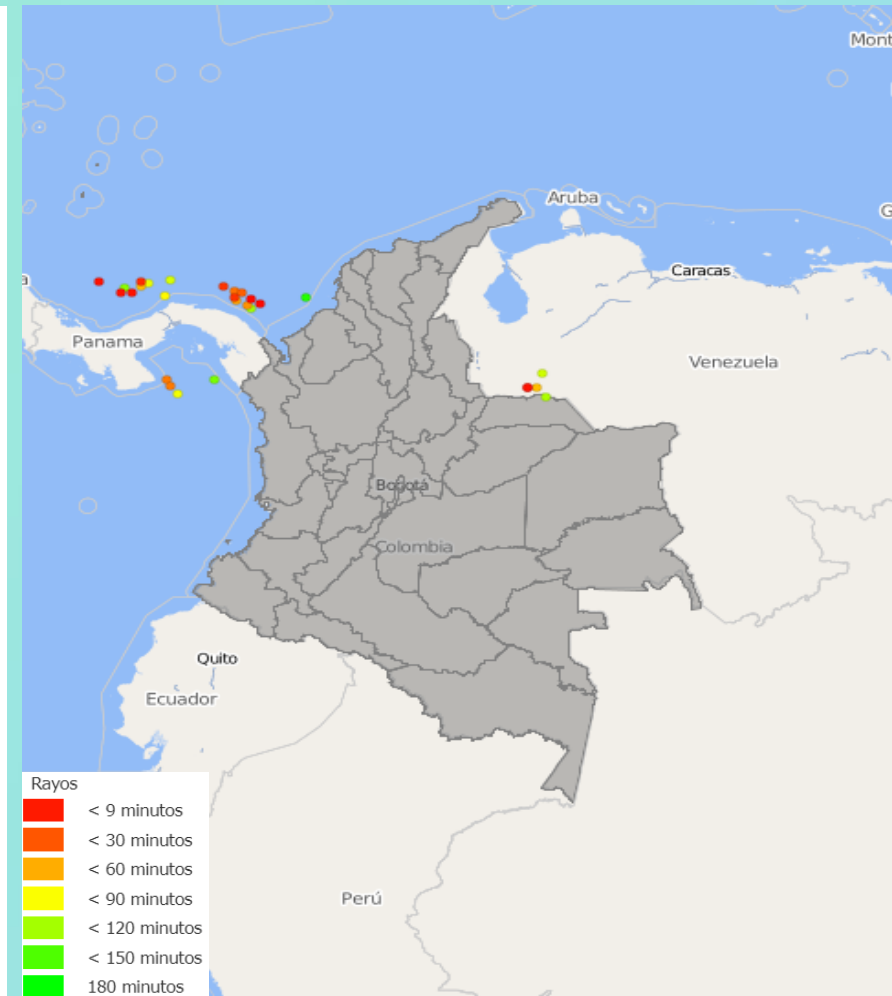 Mont
Aruba
G
a
Caracas
Panama
Venezuela
Bogotá
Colombia
Quito
Ecuador
Perú
Rayos
< 9 minutos
< 30 minutos
< 60 minutos
< 90 minutos
< 120 minutos
< 150 minutos
180 minutos